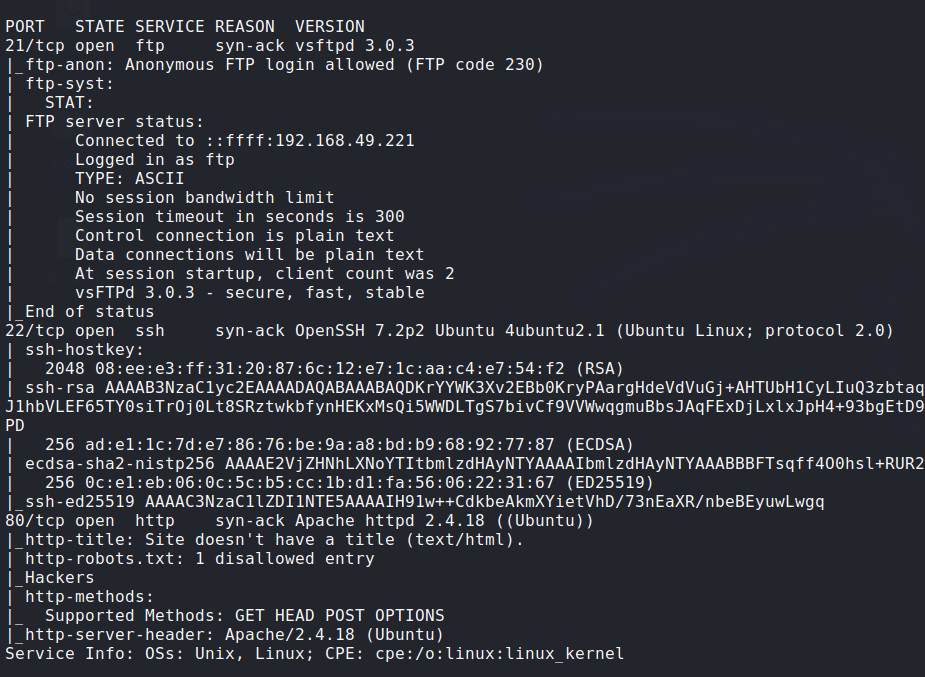 PORT   STATE SERVICE REASON  VERSION
21/tcp open  ftp     syn-ack vsftpd 3.0.3
|_ftp-anon: Anonymous FTP login allowed (FTP code 230)
| ftp-syst:
|   STAT:
| FTP server status:
|      Connected to ::ffff:192.168.49.221
|      Logged in as ftp
|      TYPE: ASCII
|      No session bandwidth limit
|      Session timeout in seconds is 300
|      Control connection is plain text
|      Data connections will be plain text
|      At session startup, client count was 2
|      vsFTPd 3.0.3 - secure, fast, stable
|_End of status
22/tcp open  ssh     syn-ack OpenSSH 7.2p2 Ubuntu 4ubuntu2.1 (Ubuntu Linux; protocol 2.0)
| ssh-hostkey:
|   2048 08:ee:e3:ff:31:20:87:6c:12:e7:1c:aa:c4:e7:54:f2 (RSA)
| ssh-rsa AAAAB3NzaC1yc2EAAAADAQABAAABAQDKrYYWK3Xv2EBb0KryPAargHdeVdVuGj+AHTUbH1CyLIuQ3zbtaq
J1hbVLEF65TY0siTrOj0Lt8SRztwkbfynHEKxMsQi5WWDLTgS7bivCf9VVWwqgmuBbsJAqFExDjLxlxJpH4+93bgEtD9
PD
|   256 ad:e1:1c:7d:e7:86:76:be:9a:a8:bd:b9:68:92:77:87 (ECDSA)
| ecdsa-sha2-nistp256 AAAAE2VjZHNhLXNoYTItbmlzdHAyNTYAAAAIbmlzdHAyNTYAAABBBFTsqff4O0hsl+RUR2
|   256 0c:e1:eb:06:0c:5c:b5:cc:1b:d1:fa:56:06:22:31:67 (ED25519)
|_ssh-ed25519 AAAAC3NzaC1lZDI1NTE5AAAAIH91w++CdkbeAkmXYietVhD/73nEaXR/nbeBEyuwLwgq
80/tcp open  http    syn-ack Apache httpd 2.4.18 ((Ubuntu))
|_http-title: Site doesn't have a title (text/html).
| http-robots.txt: 1 disallowed entry
|_Hackers
| http-methods:
|_  Supported Methods: GET HEAD POST OPTIONS
|_http-server-header: Apache/2.4.18 (Ubuntu)
Service Info: OSs: Unix, Linux; CPE: cpe:/o:linux:linux_kernel